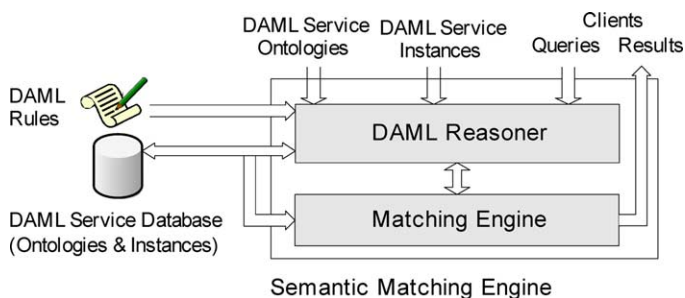 DAML Service
Ontologies
DAML Service
Instances
Clients
Queries Results
DAML
Rules
DAML Reasoner
Matching Engine
DAML Service Database
(Ontologies & Instances)
Semantic Matching Engine